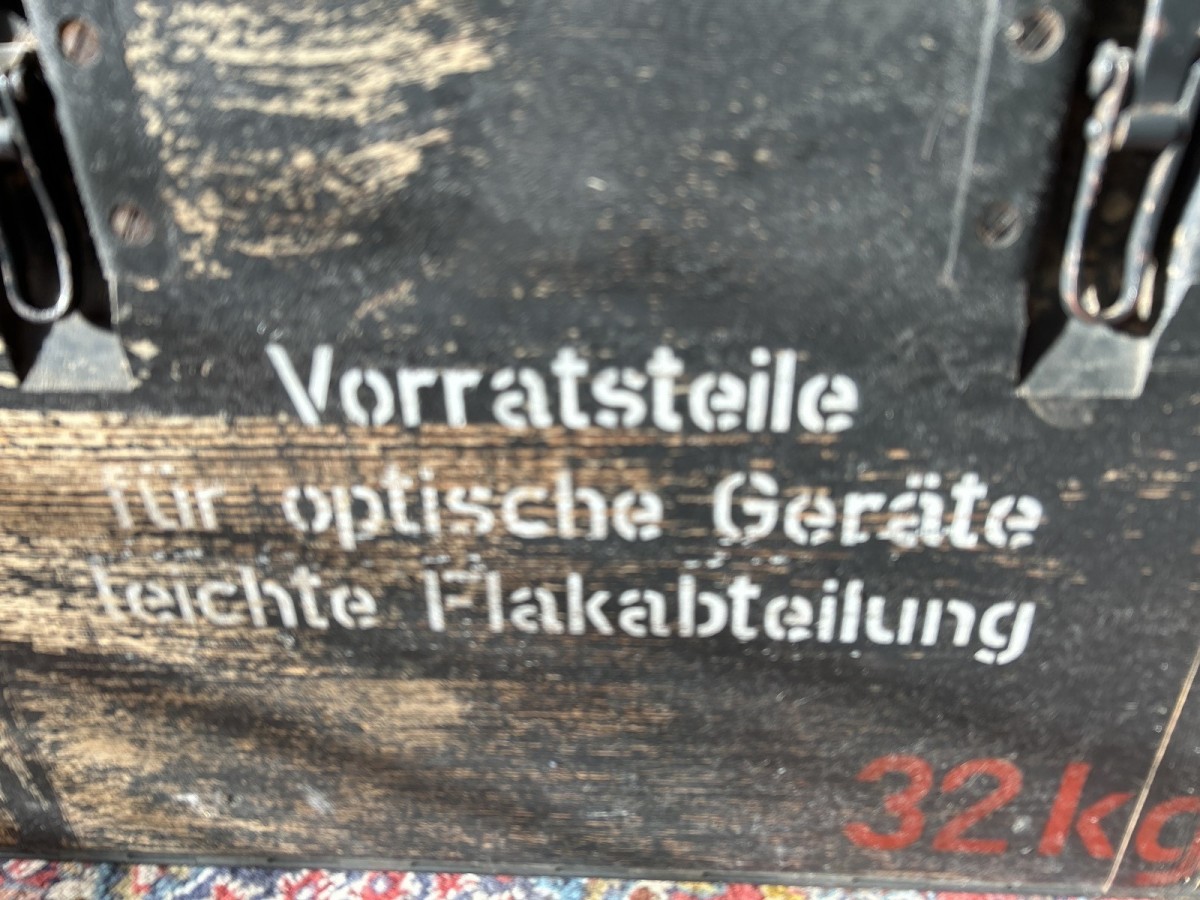 Vorratsteile
für optische Geräte
leichte Flakabteilung
32kg